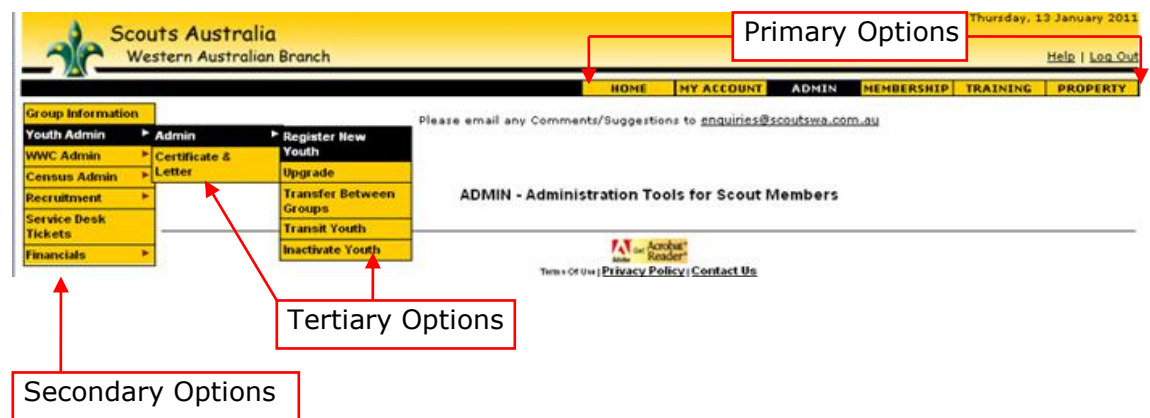 Scouts Australia
Western Australian Branch
Thursday, 13 January 2011
Primary Options
Help | Log Out
HOME MY ACCOUNT ADMIN MEMBERSHIP TRAINING PROPERTY
Group Information
Youth Admin
WWC Admin
Census Admin
Recruitment
Service Desk
Tickets
Financials
Admin
Certificate &
Letter
Register New
Youth
Upgrade
Transfer Between
Groups
Transit Youth
Inactivate Youth
Please email any Comments/Suggestions to enquiries@scoutswa.com.au
ADMIN - Administration Tools for Scout Members
Get Acrobat
Reader
Adobe
Terms Of Use | Privacy Policy | Contact Us
Tertiary Options
Secondary Options